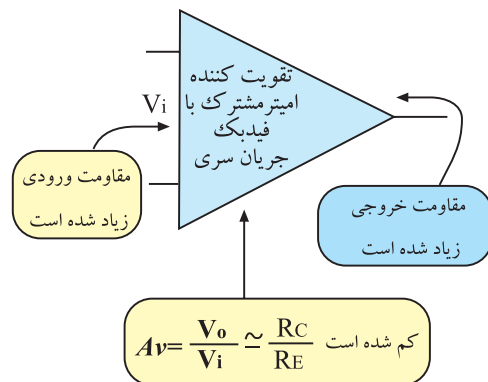 تقویت کننده
امیترمشترک با
فیدبک
جریان سری
Vi
مقاومت ورودی
زیاد شده است
مقاومت خروجی
زیاد شده است
Av= Vo/Vi ≃ RC/RE کم شده است